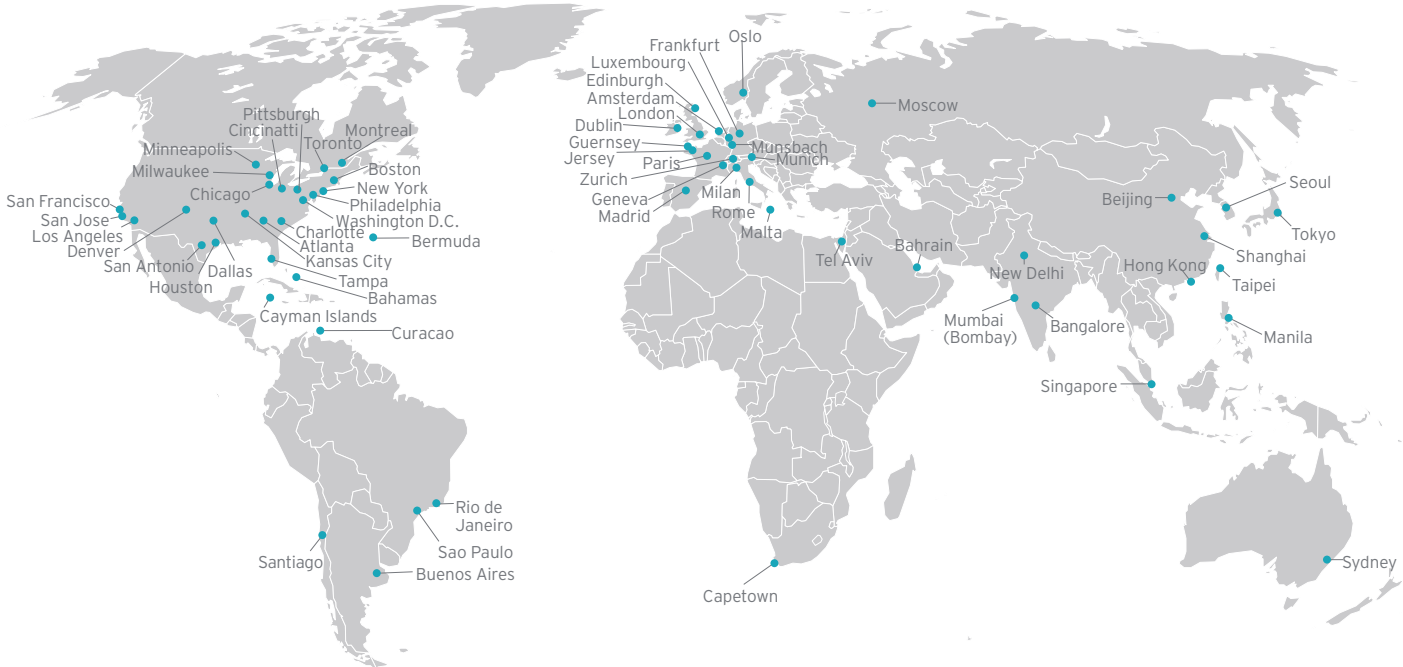 Oslo
Frankfurt
Luxembourg
Edinburgh
Amsterdam
London
Dublin
Guernsey
Jersey
Paris
Zurich
Geneva
Madrid
Munsbach
Munich
Milan
Rome
Malta
Moscow
Pittsburgh
Cincinatti
Montreal
Toronto
Minneapolis
Milwaukee
Chicago
Boston
New York
Philadelphia
Washington D.C.
San Francisco
San Jose
Los Angeles
Denver
San Antonio
Houston
Dallas
Charlotte
Atlanta
Kansas City
Tampa
Bermuda
Bahamas
Cayman Islands
Curacao
Tel Aviv
Bahrain
New Delhi
Mumbai
(Bombay)
Bangalore
Beijing
Seoul
Tokyo
Shanghai
Hong Kong
Taipei
Manila
Singapore
Rio de
Janeiro
Sao Paulo
Santiago
Buenos Aires
Capetown
Sydney